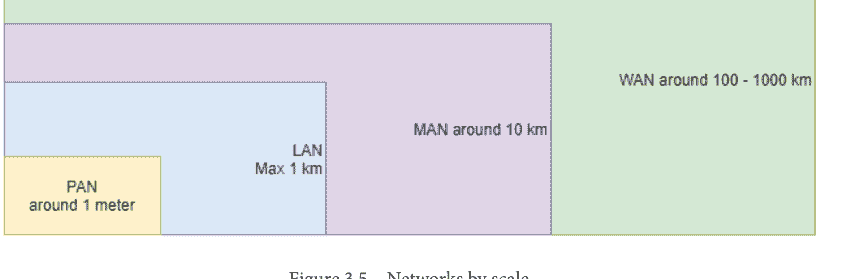 WAN around 100 - 1000 km
MAN around 10 km
LAN
Max 1 km
PAN
around 1 meter
Figure 3.5 – Networks by scale